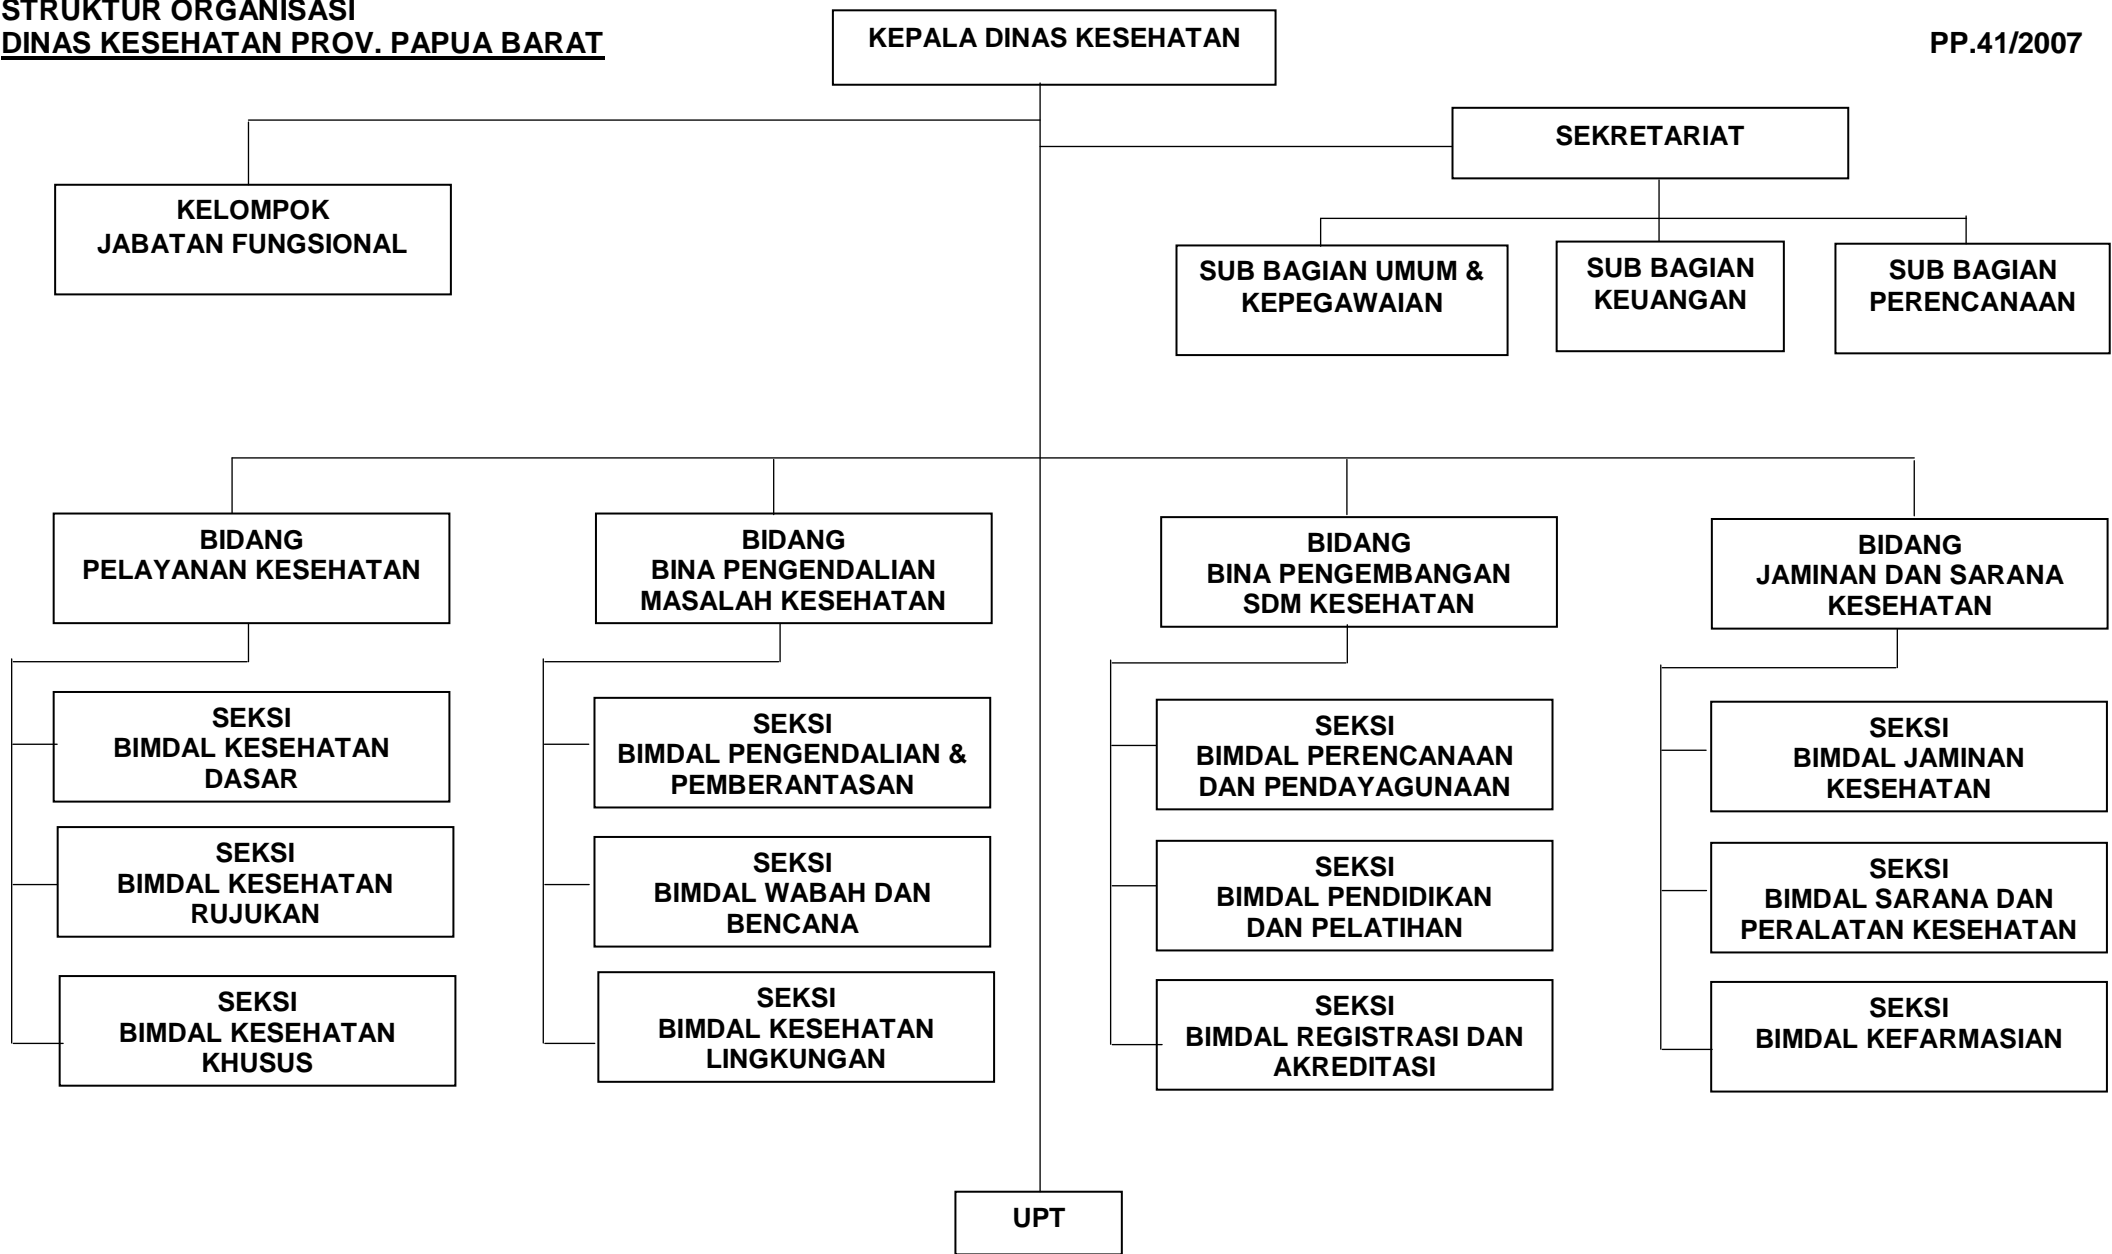 STRUKTUR ORGANISASI
DINAS KESEHATAN PROV. PAPUA BARAT
KEPALA DINAS KESEHATAN
PP.41/2007
SEKRETARIAT
KELOMPOK
JABATAN FUNGSIONAL
SUB BAGIAN UMUM &
KEPEGAWAIAN
SUB BAGIAN
KEUANGAN
SUB BAGIAN
PERENCANAAN
BIDANG
PELAYANAN KESEHATAN
BIDANG
BINA PENGENDALIAN
MASALAH KESEHATAN
BIDANG
BINA PENGEMBANGAN
SDM KESEHATAN
BIDANG
JAMINAN DAN SARANA
KESEHATAN
SEKSI
BIMDAL KESEHATAN
DASAR
SEKSI
BIMDAL PENGENDALIAN &
PEMBERANTASAN
SEKSI
BIMDAL PERENCANAAN
DAN PENDAYAGUNAAN
SEKSI
BIMDAL JAMINAN
KESEHATAN
SEKSI
BIMDAL KESEHATAN
RUJUKAN
SEKSI
BIMDAL WABAH DAN
BENCANA
SEKSI
BIMDAL PENDIDIKAN
DAN PELATIHAN
SEKSI
BIMDAL SARANA DAN
PERALATAN KESEHATAN
SEKSI
BIMDAL KESEHATAN
KHUSUS
SEKSI
BIMDAL KESEHATAN
LINGKUNGAN
SEKSI
BIMDAL REGISTRASI DAN
AKREDITASI
SEKSI
BIMDAL KEFARMASIAN
UPT